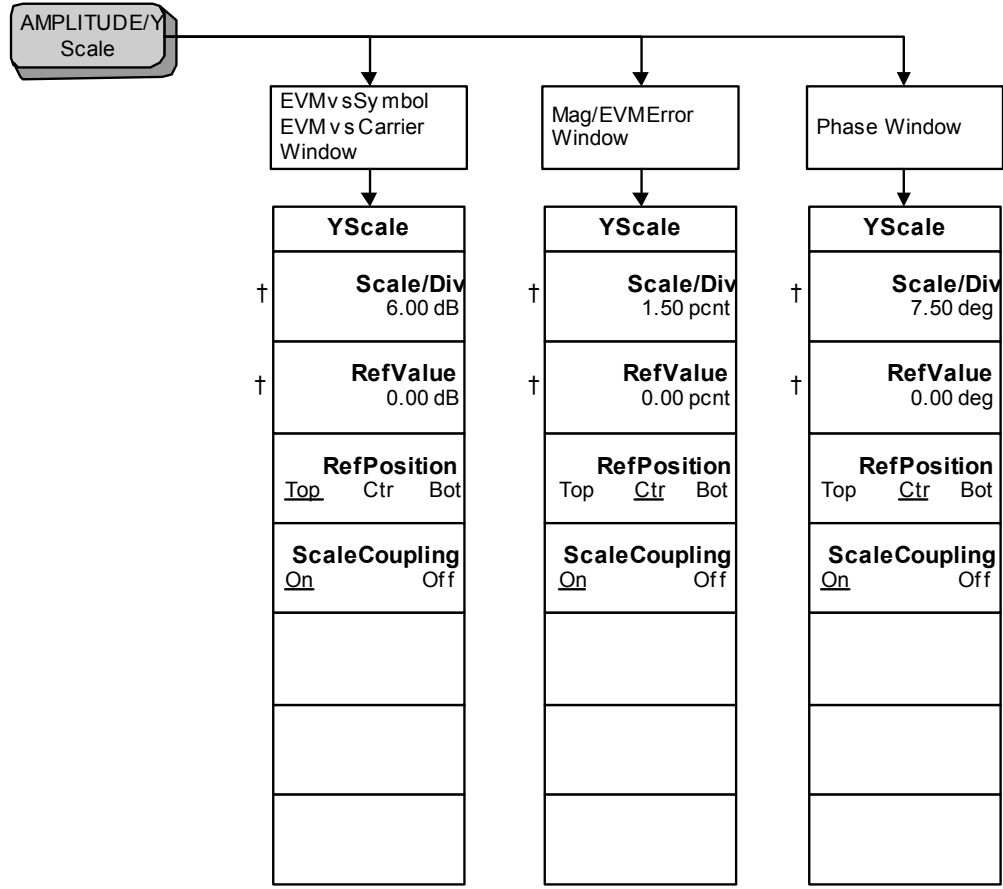 AMPLITUDE/Y
Scale
EVMvsSymbol
EVMvsCarrier
Window
Mag/EVMError
Window
Phase Window
YScale
† Scale/Div
6.00 dB
† RefValue
0.00 dB
RefPosition
Top Ctr Bot
ScaleCoupling
On Off
YScale
† Scale/Div
1.50 pcnt
† RefValue
0.00 pcnt
RefPosition
Top Ctr Bot
ScaleCoupling
On Off
YScale
† Scale/Div
7.50 deg
† RefValue
0.00 deg
RefPosition
Top Ctr Bot
ScaleCoupling
On Off